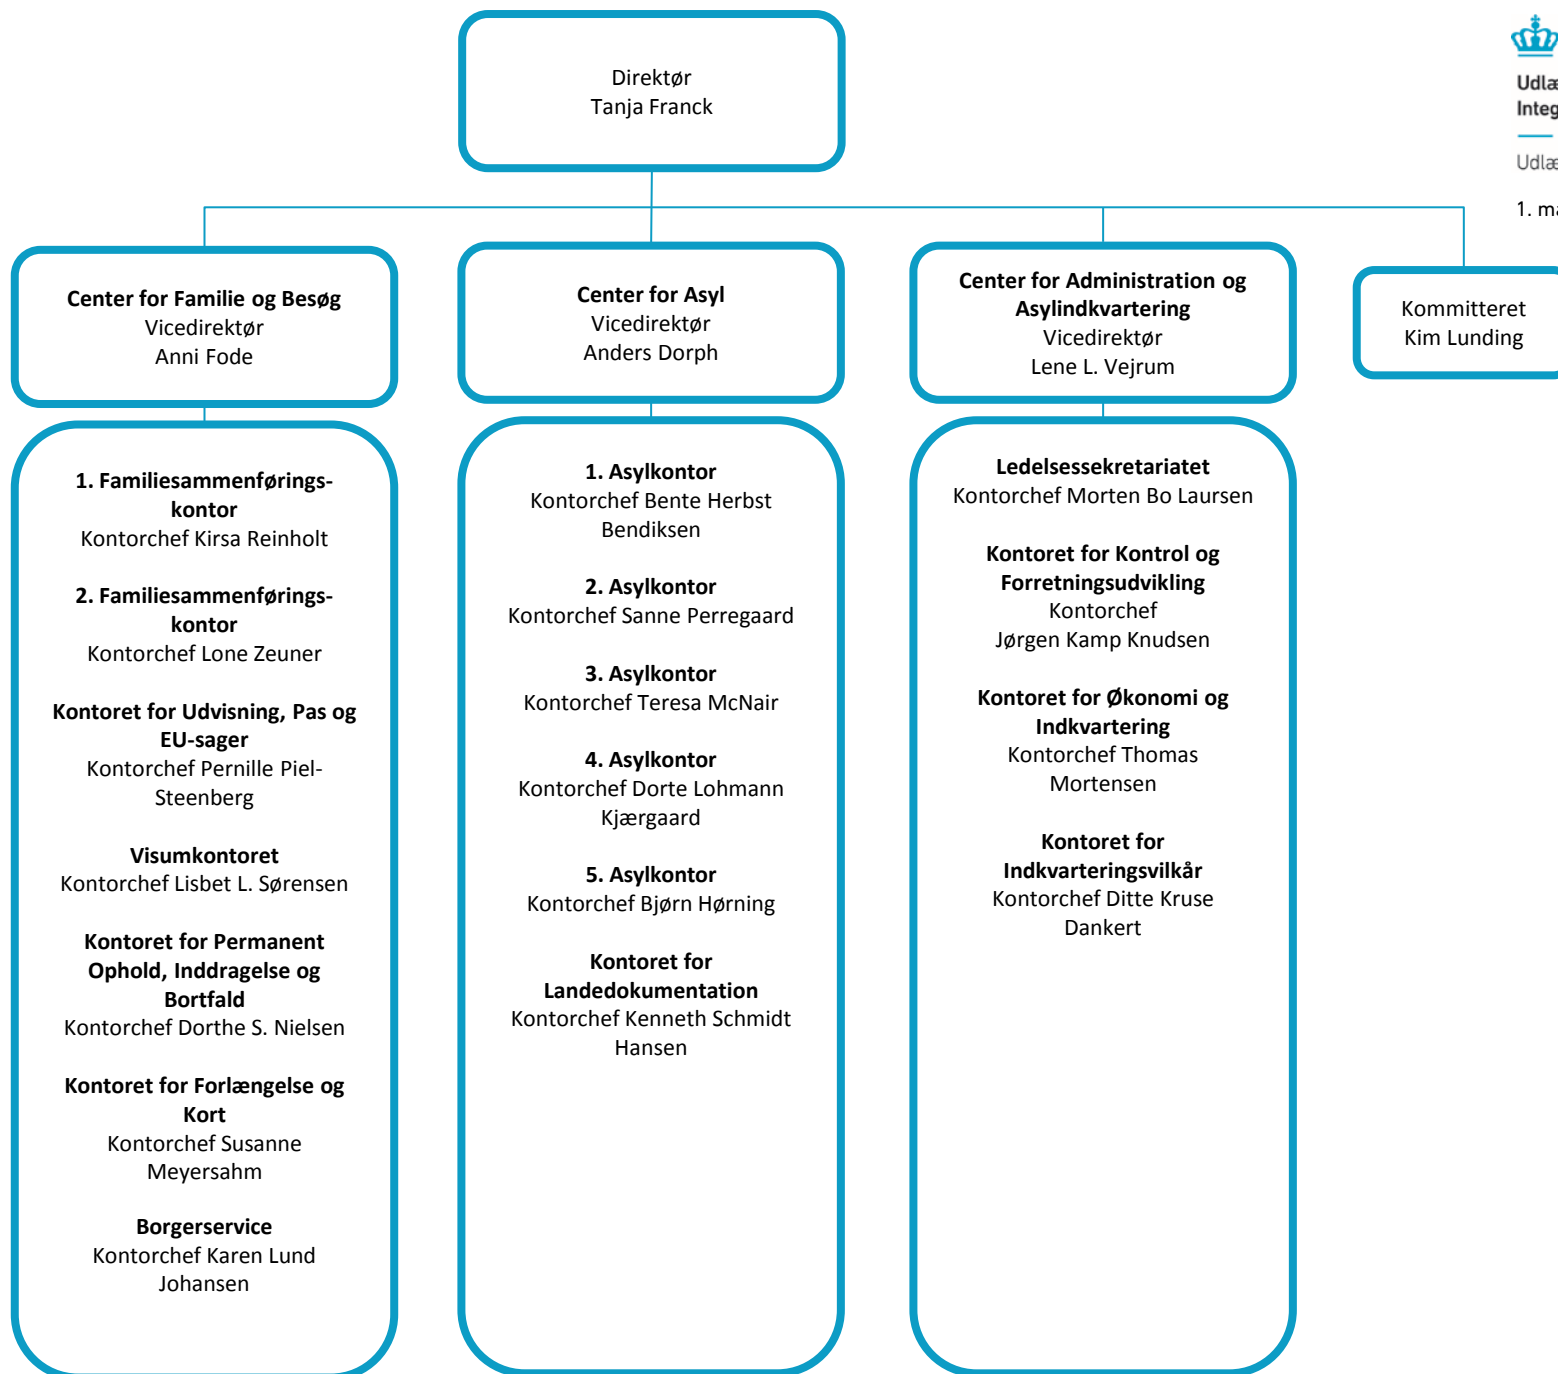 Direktør
Tanja Franck
Center for Familie og Besøg
Vicedirektør
Anni Fode
Center for Asyl
Vicedirektør
Anders Dorph
Center for Administration og
Asylindkvartering
Vicedirektør
Lene L. Vejrum
Kommitteret
Kim Lunding
1. Familiesammenførings-
kontor
Kontorchef Kirsa Reinholt
2. Familiesammenførings-
kontor
Kontorchef Lone Zeuner
Kontoret for Udvisning, Pas og
EU-sager
Kontorchef Pernille Piel-
Steenberg
Visumkontoret
Kontorchef Lisbet L. Sørensen
Kontoret for Permanent
Ophold, Inddragelse og
Bortfald
Kontorchef Dorthe S. Nielsen
Kontoret for Forlængelse og
Kort
Kontorchef Susanne
Meyersahm
Borgerservice
Kontorchef Karen Lund
Johansen
1. Asylkontor
Kontorchef Bente Herbst
Bendiksen
2. Asylkontor
Kontorchef Sanne Perregaard
3. Asylkontor
Kontorchef Teresa McNair
4. Asylkontor
Kontorchef Dorte Lohmann
Kjærgaard
5. Asylkontor
Kontorchef Bjørn Hørning
Kontoret for
Landedokumentation
Kontorchef Kenneth Schmidt
Hansen
Ledelsessekretariatet
Kontorchef Morten Bo Laursen
Kontoret for Kontrol og
Forretningsudvikling
Kontorchef
Jørgen Kamp Knudsen
Kontoret for Økonomi og
Indkvartering
Kontorchef Thomas
Mortensen
Kontoret for
Indkvarteringsvilkår
Kontorchef Ditte Kruse
Dankert
1.